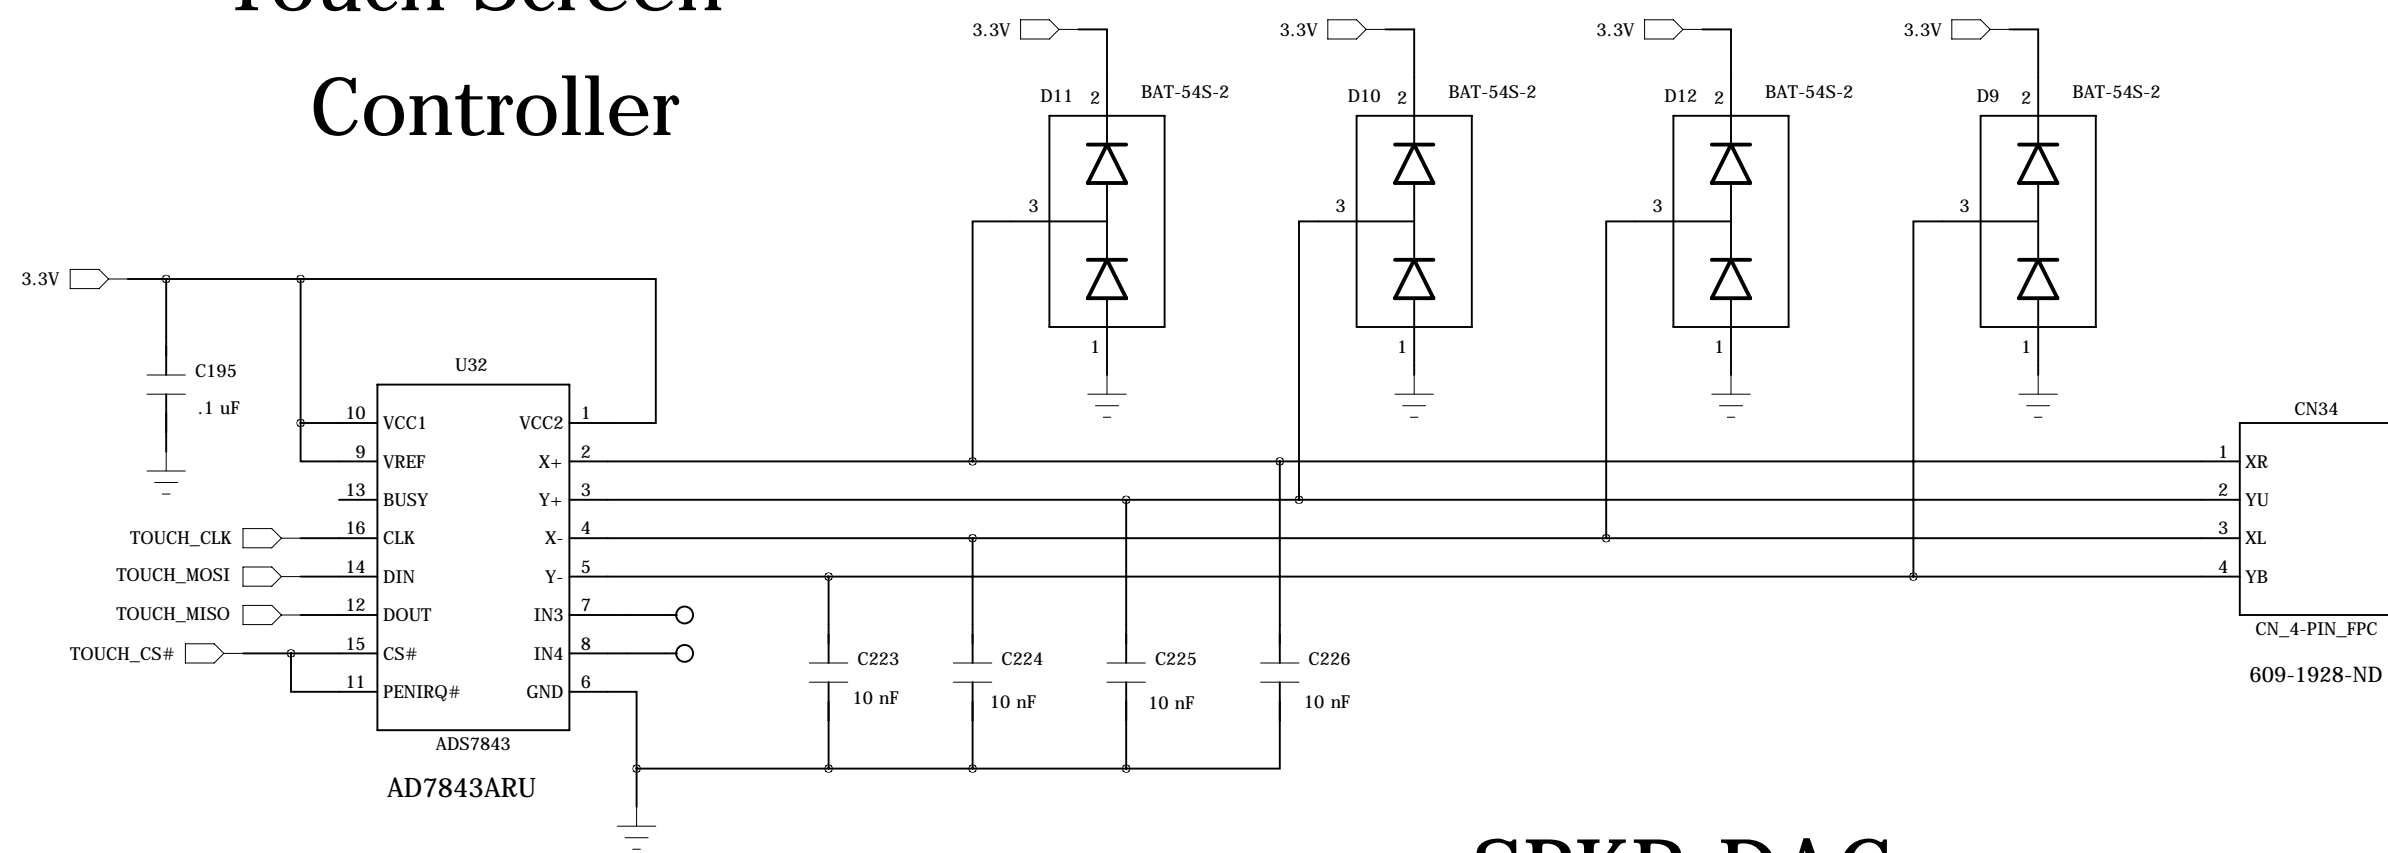 Touch Screen
Controller
3.3V
3.3V
3.3V
3.3V
D11 2 BAT-54S-2
D10 2 BAT-54S-2
D12 2 BAT-54S-2
D9 2 BAT-54S-2
3
3
3
3
1
1
1
1
3.3V
C195
.1 uF
U32
10 VCC1
9 VREF
13 BUSY
TOUCH_CLK 16 CLK
TOUCH_MOSI 14 DIN
TOUCH_MISO 12 DOUT
TOUCH_CS# 15 CS#
11 PENIRQ#
VCC2 1
X+ 2
Y+ 3
X- 4
Y- 5
IN3 7
IN4 8
GND 6
ADS7843
AD7843ARU
C223
10 nF
C224
10 nF
C225
10 nF
C226
10 nF
CN34
1 XR
2 YU
3 XL
4 YB
CN_4-PIN_FPC
609-1928-ND
SPKR DAC